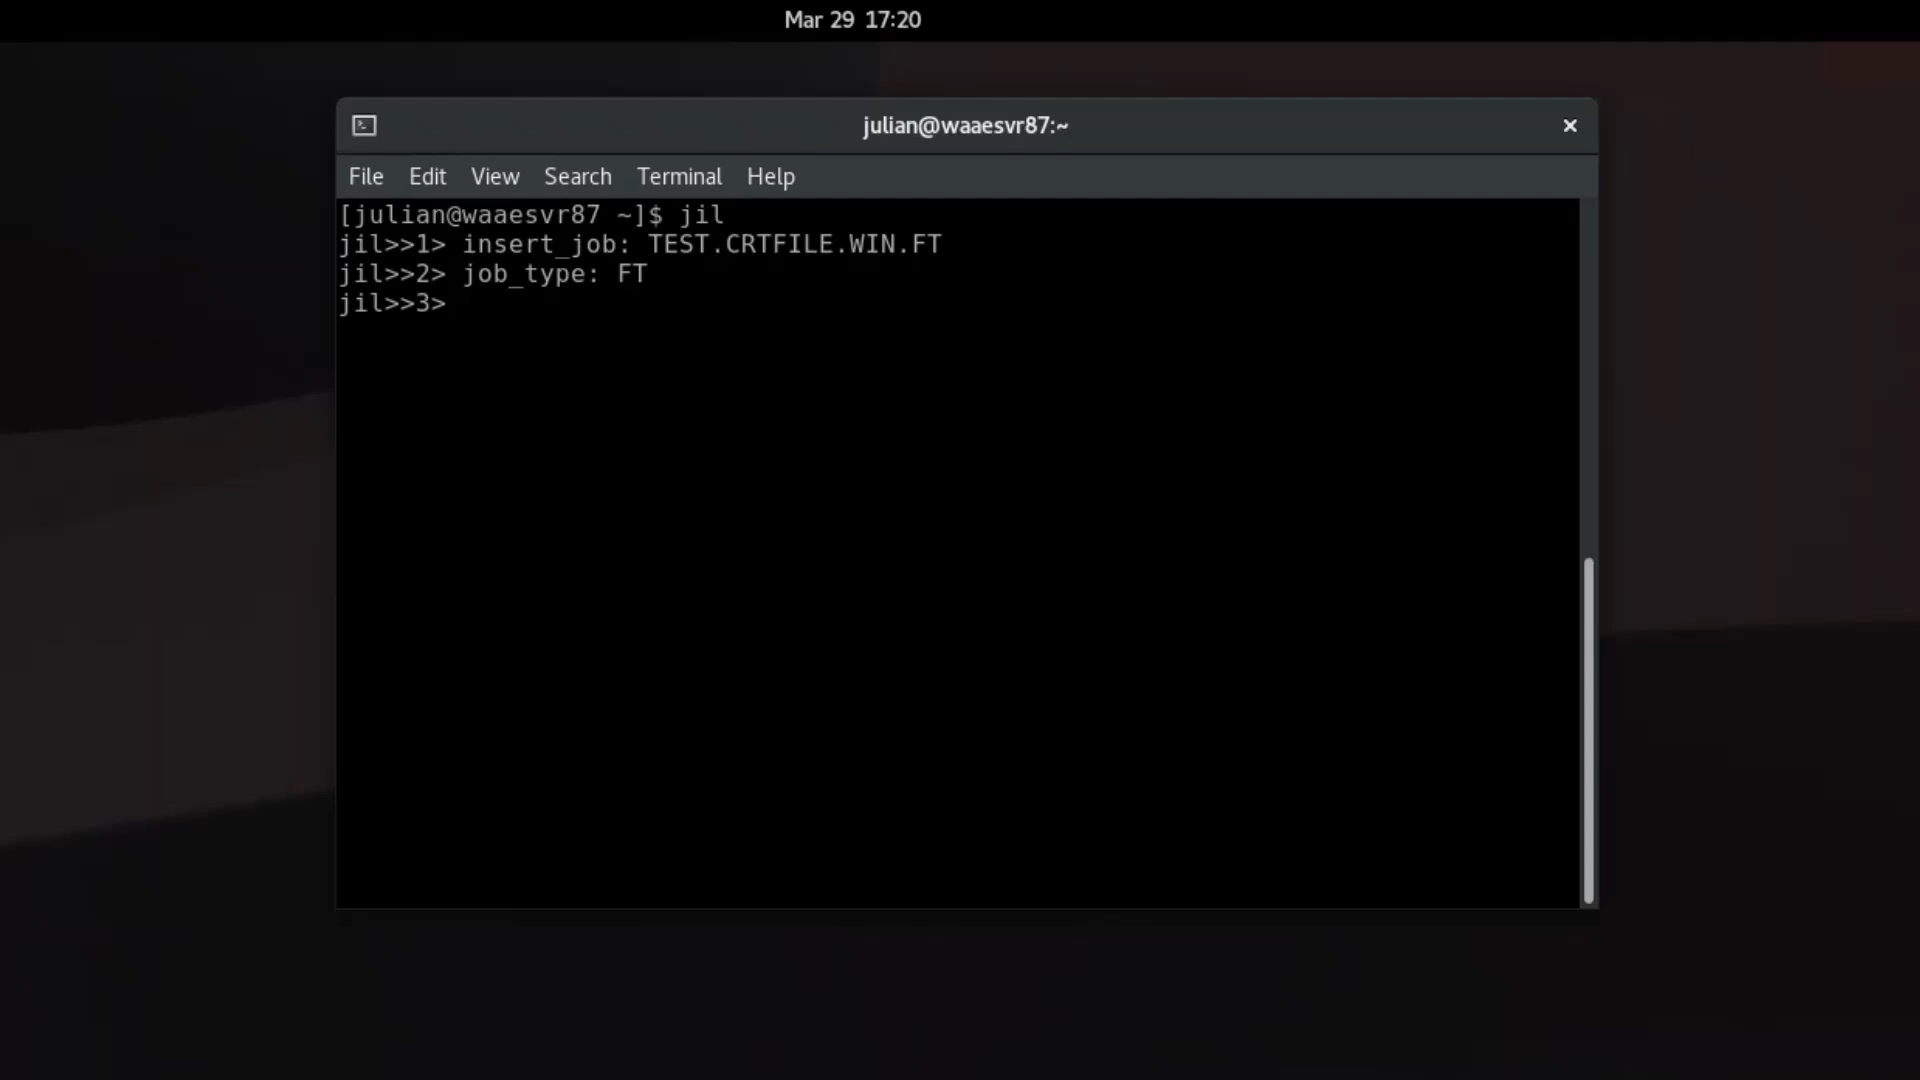 Mar 29 17:20
julian@waaesvr87:~
File Edit View Search Terminal Help
[julian@waaesvr87 ~]$ jil
jil>>1> insert_job: TEST.CRTFILE.WIN.FT
jil>>2> job_type: FT
jil>>3>